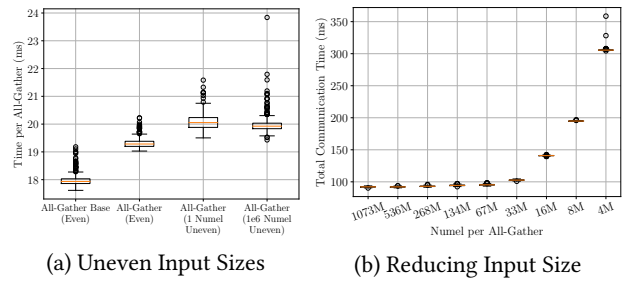 (a)
24
23
22
21
20
19
18
Time per All-Gather (ms)
All-Gather Base
(Even)
All-Gather
(Even)
All-Gather
(1 Numel
Uneven)
All-Gather
(1e6 Numel
Uneven)
(a) Uneven Input Sizes
(b)
350
300
250
200
150
100
Total Communication Time (ms)
1073M
536M
268M
134M
67M
33M
16M
8M
4M
Numel per All-Gather
(b) Reducing Input Size